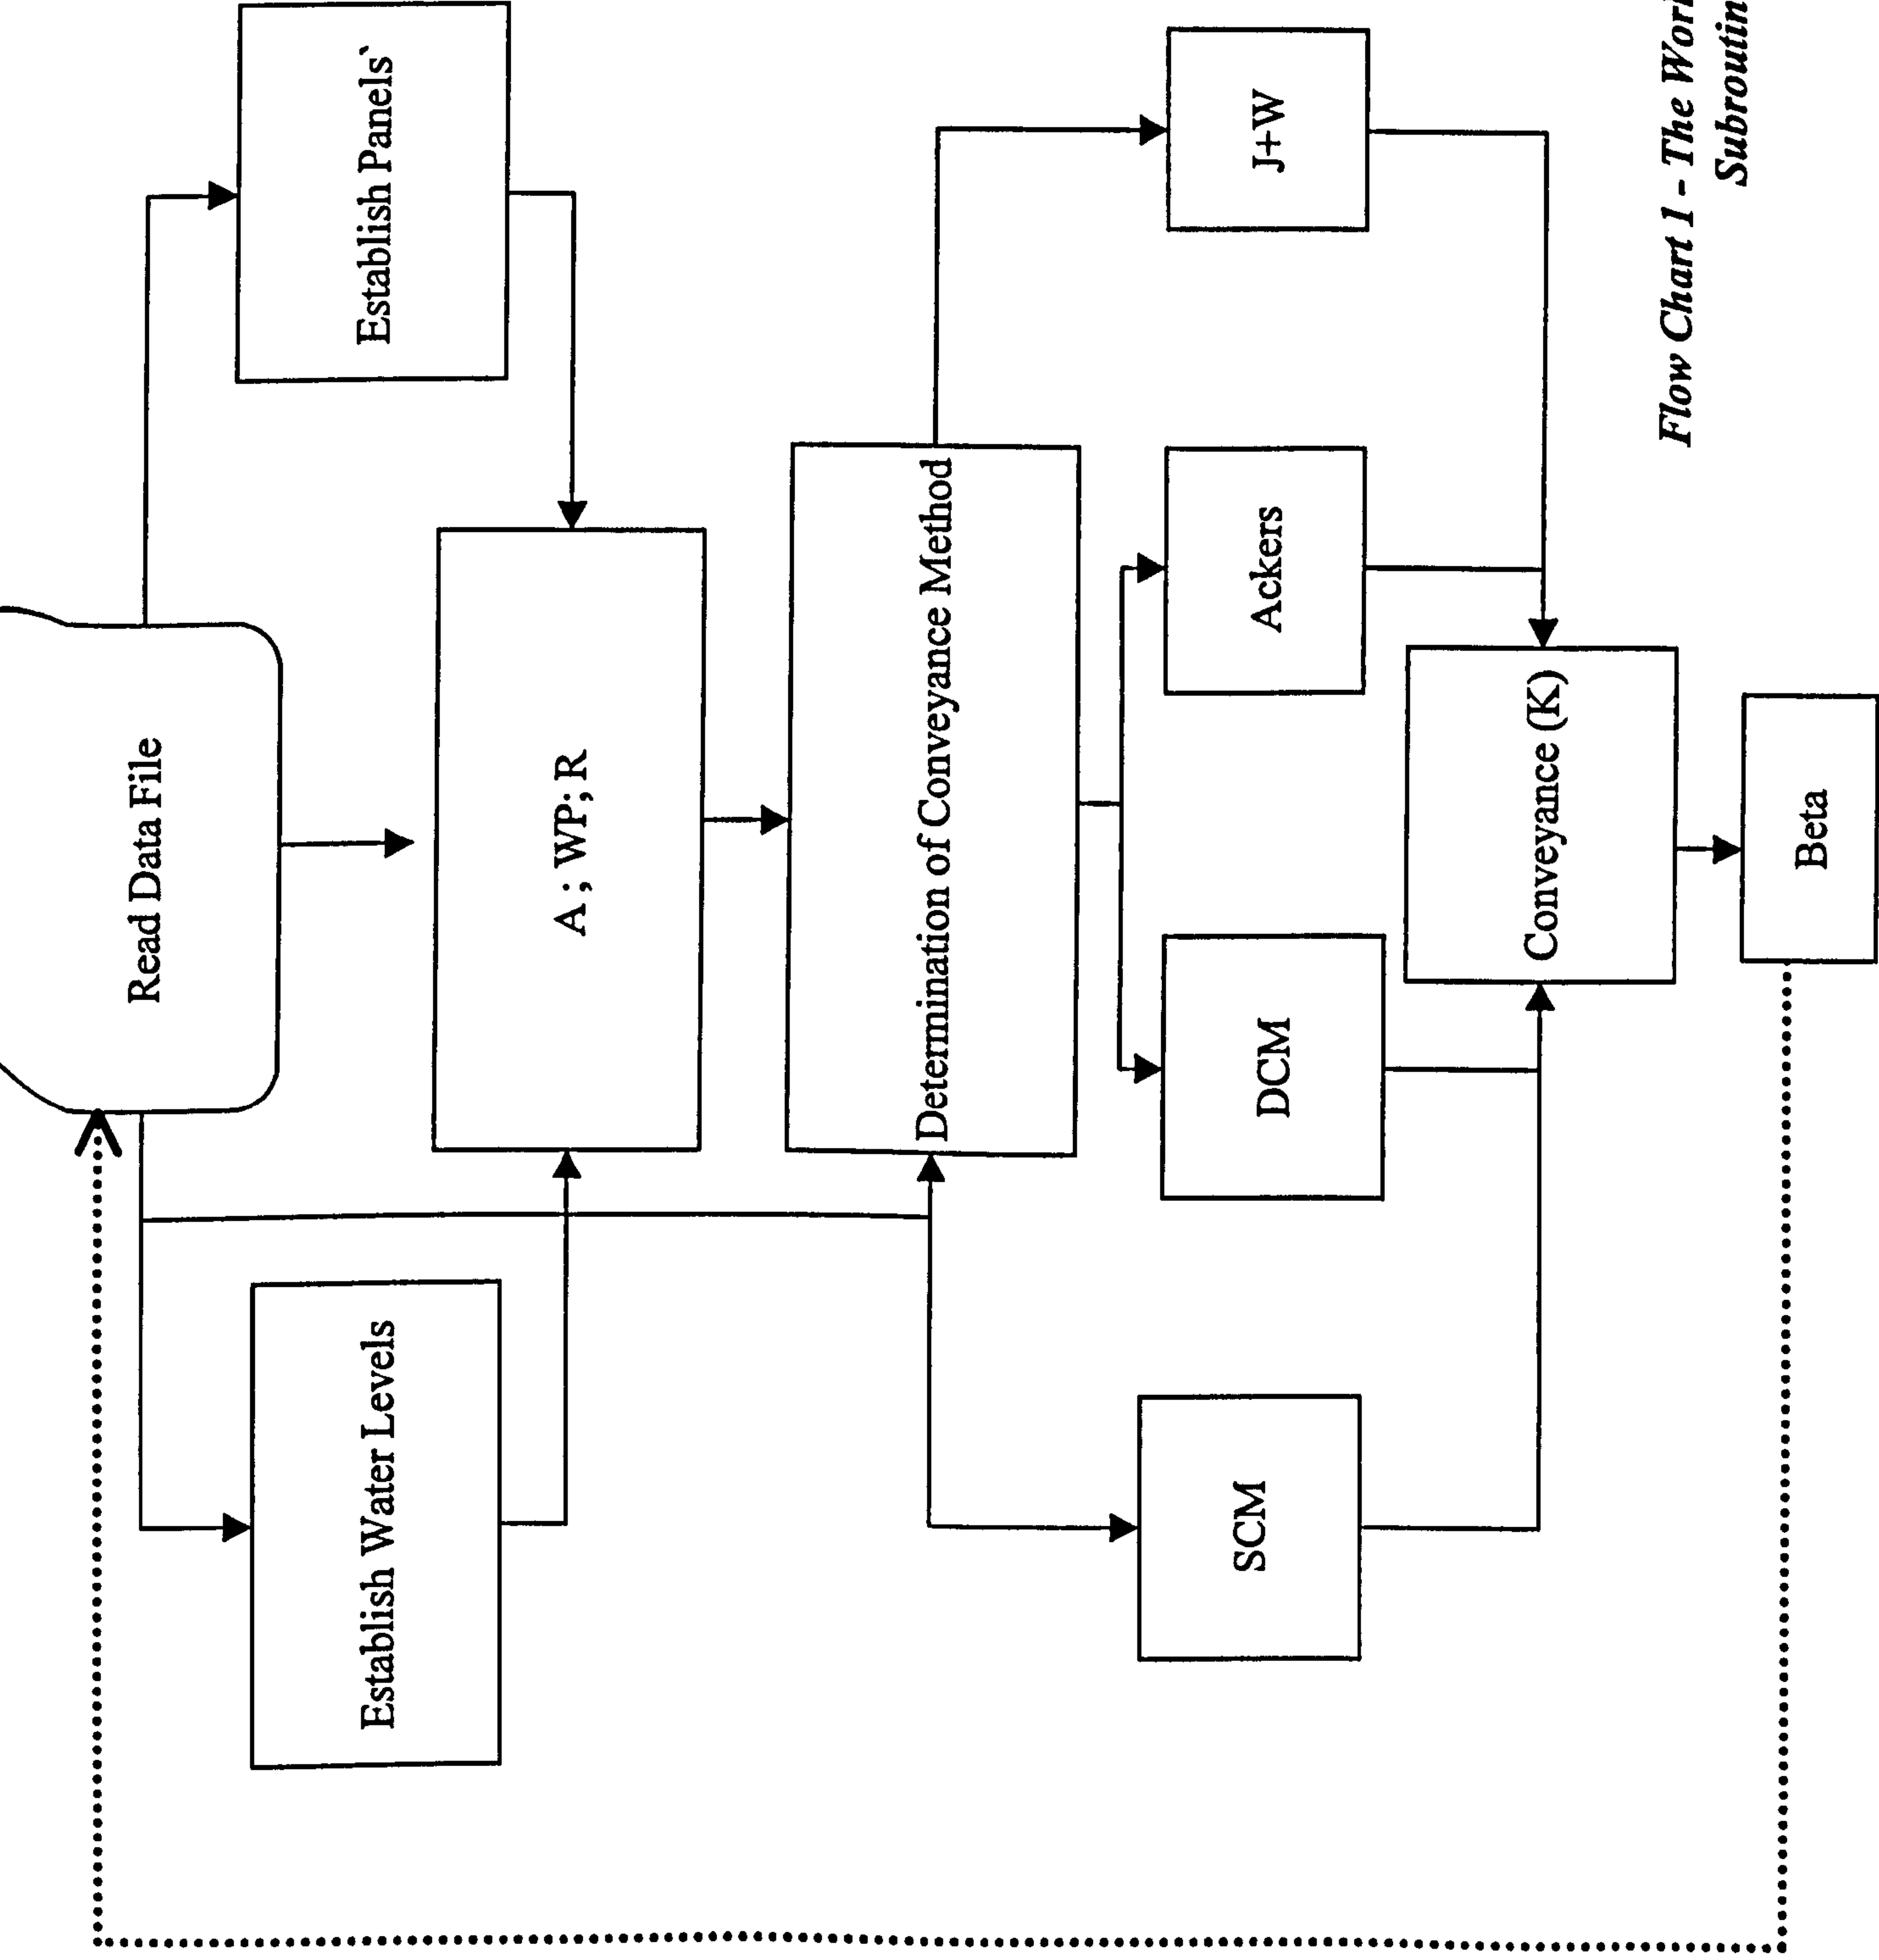 Read Data File
Establish Water Levels
Establish Panels`
A ; WP; R
Determination of Conveyance Method
SCM
DCM
Ackers
J+W
Conveyance (K)
Beta
Flow Chart 1 - The
Subroutin